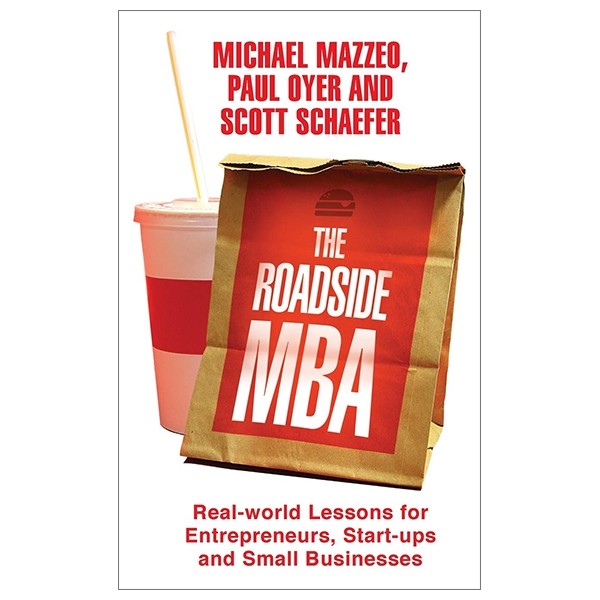 MICHAEL MAZZEO,
PAUL OYER AND
SCOTT SCHAEFER
THE
ROADSIDE
MBA
Real-world Lessons for
Entrepreneurs, Start-ups
and Small Businesses